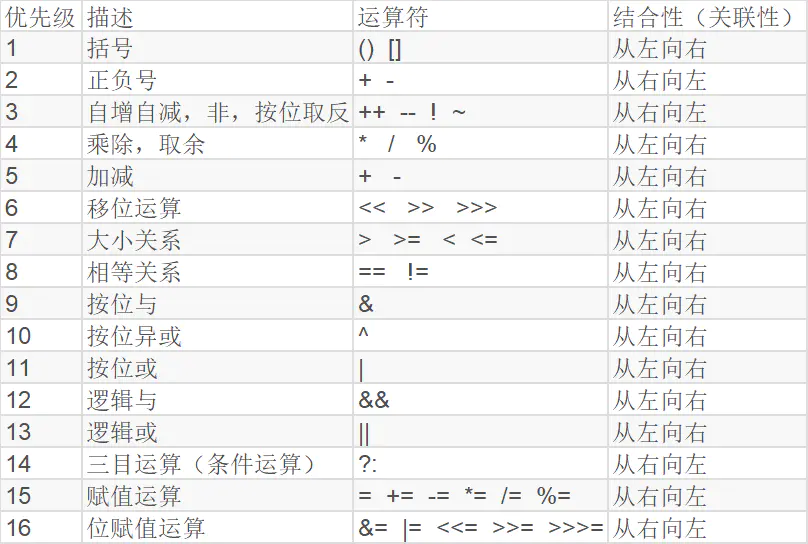 优先级 描述 运算符 结合性（关联性）
1 括号 () [] 从左向右
2 正负号 + - 从右向左
3 自增自减，非，按位取反 ++ -- ! ~ 从右向左
4 乘除，取余 * / % 从左向右
5 加减 + - 从左向右
6 移位运算 << >> >>> 从左向右
7 大小关系 > >= < <= 从左向右
8 相等关系 == != 从左向右
9 按位与 & 从左向右
10 按位异或 ^ 从左向右
11 按位或 | 从左向右
12 逻辑与 && 从左向右
13 逻辑或 || 从左向右
14 三目运算（条件运算） ?: 从右向左
15 赋值运算 = += -= *= /= %= 从右向左
16 位赋值运算 &= |= <<= >>= >>>= 从右向左